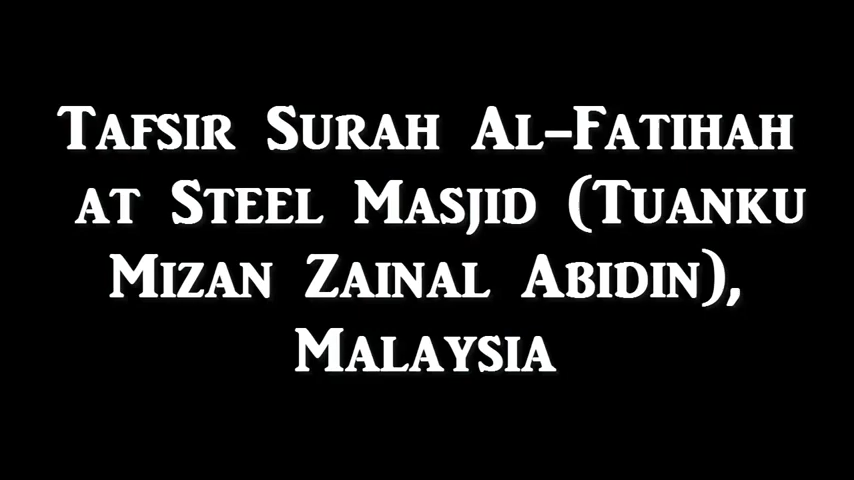 Tafsir Surah Al-Fatihah
at Steel Masjid (Tuanku
Mizan Zainal Abidin),
Malaysia